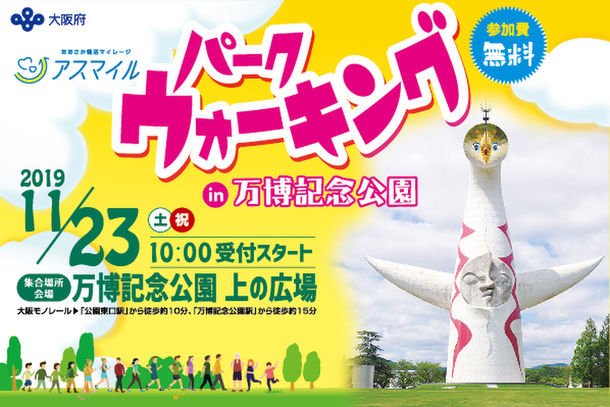 大阪府
おおさか健活マイレージ
アスマイル
パーク
ウォーキング
in 万博記念公園
参加費
無料
2019
11/23 土 祝
10:00 受付スタート
集合場所
会場
万博記念公園 上の広場
大阪モノレール▶「公園東口駅」から徒歩約10分、「万博記念公園駅」から徒歩約15分